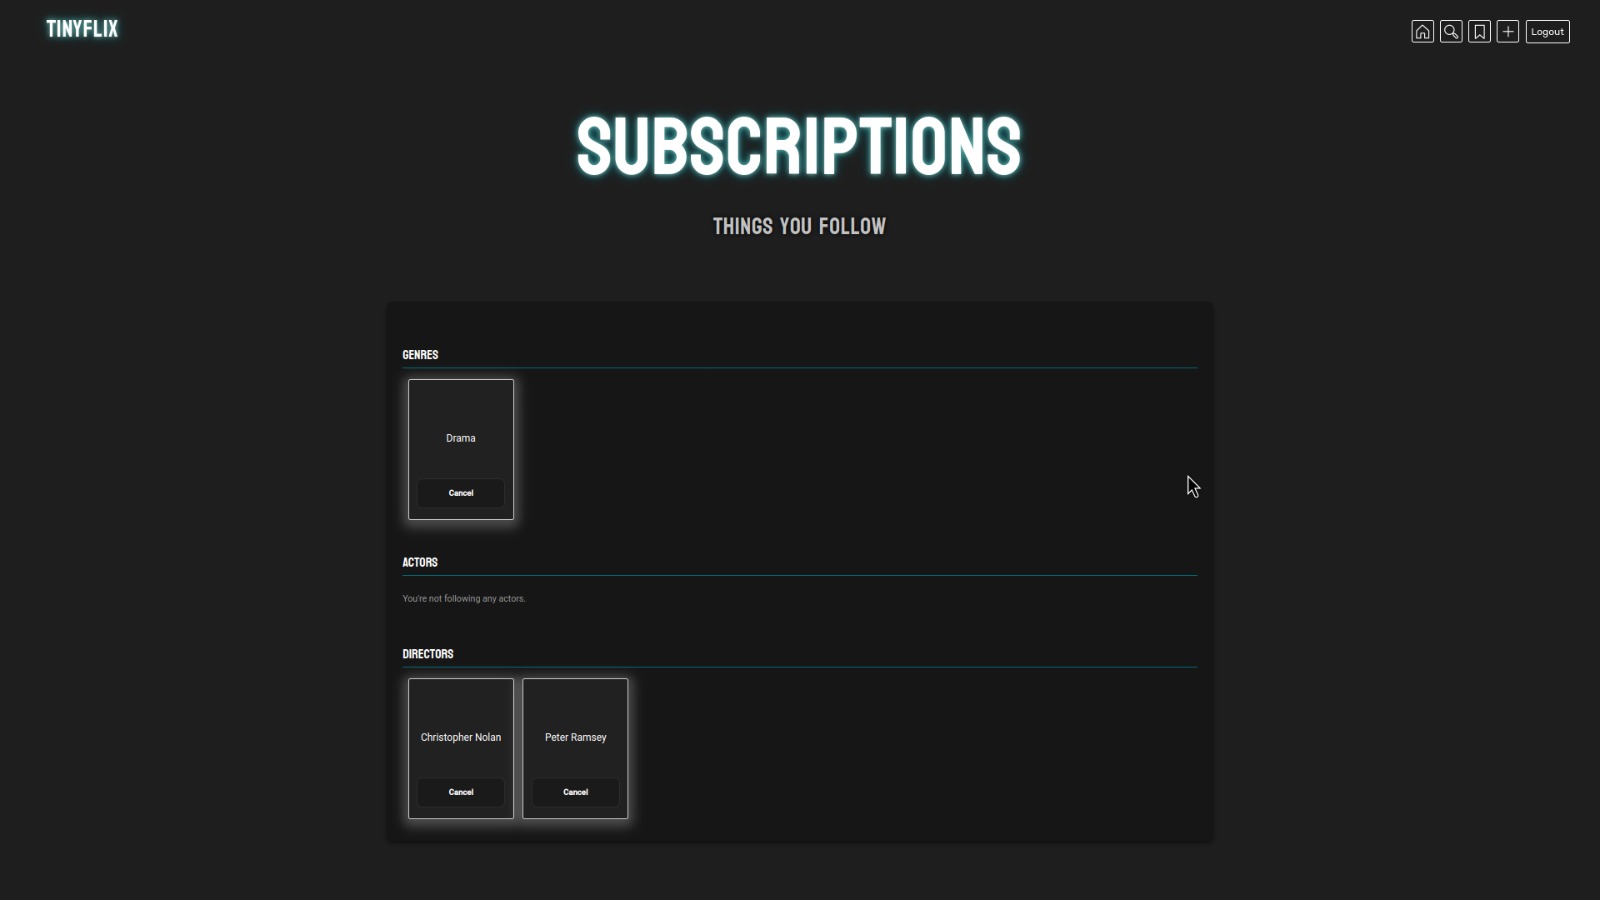 TINYFLIX
Logout
SUBSCRIPTIONS
THINGS YOU FOLLOW
GENRES
Drama
Cancel
ACTORS
You're not following any actors.
DIRECTORS
Christopher Nolan
Peter Ramsey
Cancel
Cancel